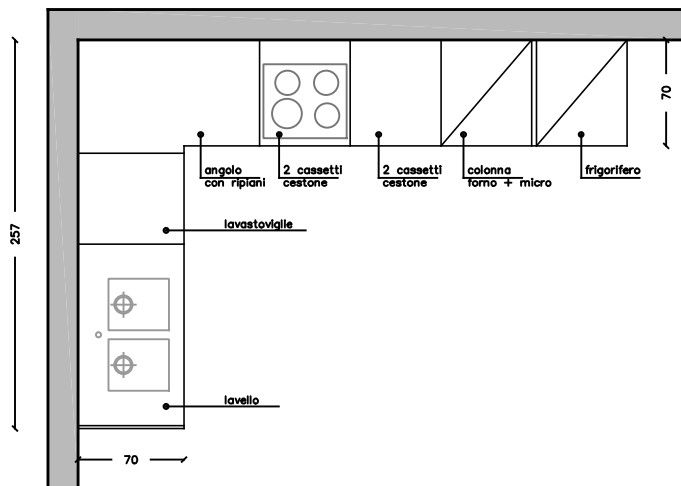 70
angolo
con ripiani
2 cassetti
cestone
2 cassetti
cestone
colonna
forno + micro
frigorifero
257
lavastoviglie
lavello
70